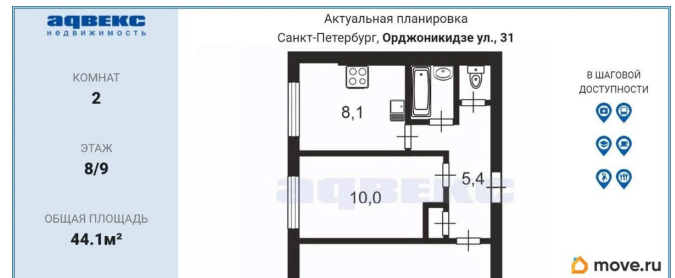 адвекс
недвижимость
КОМНАТ
2
ЭТАЖ
8/9
ОБЩАЯ ПЛОЩАДЬ
44.1м²
Актуальная планировка
Санкт-Петербург, Орджоникидзе ул., 31
8,1
5,4
10,0
адвекс
В ШАГОВОЙ
ДОСТУПНОСТИ
move.ru